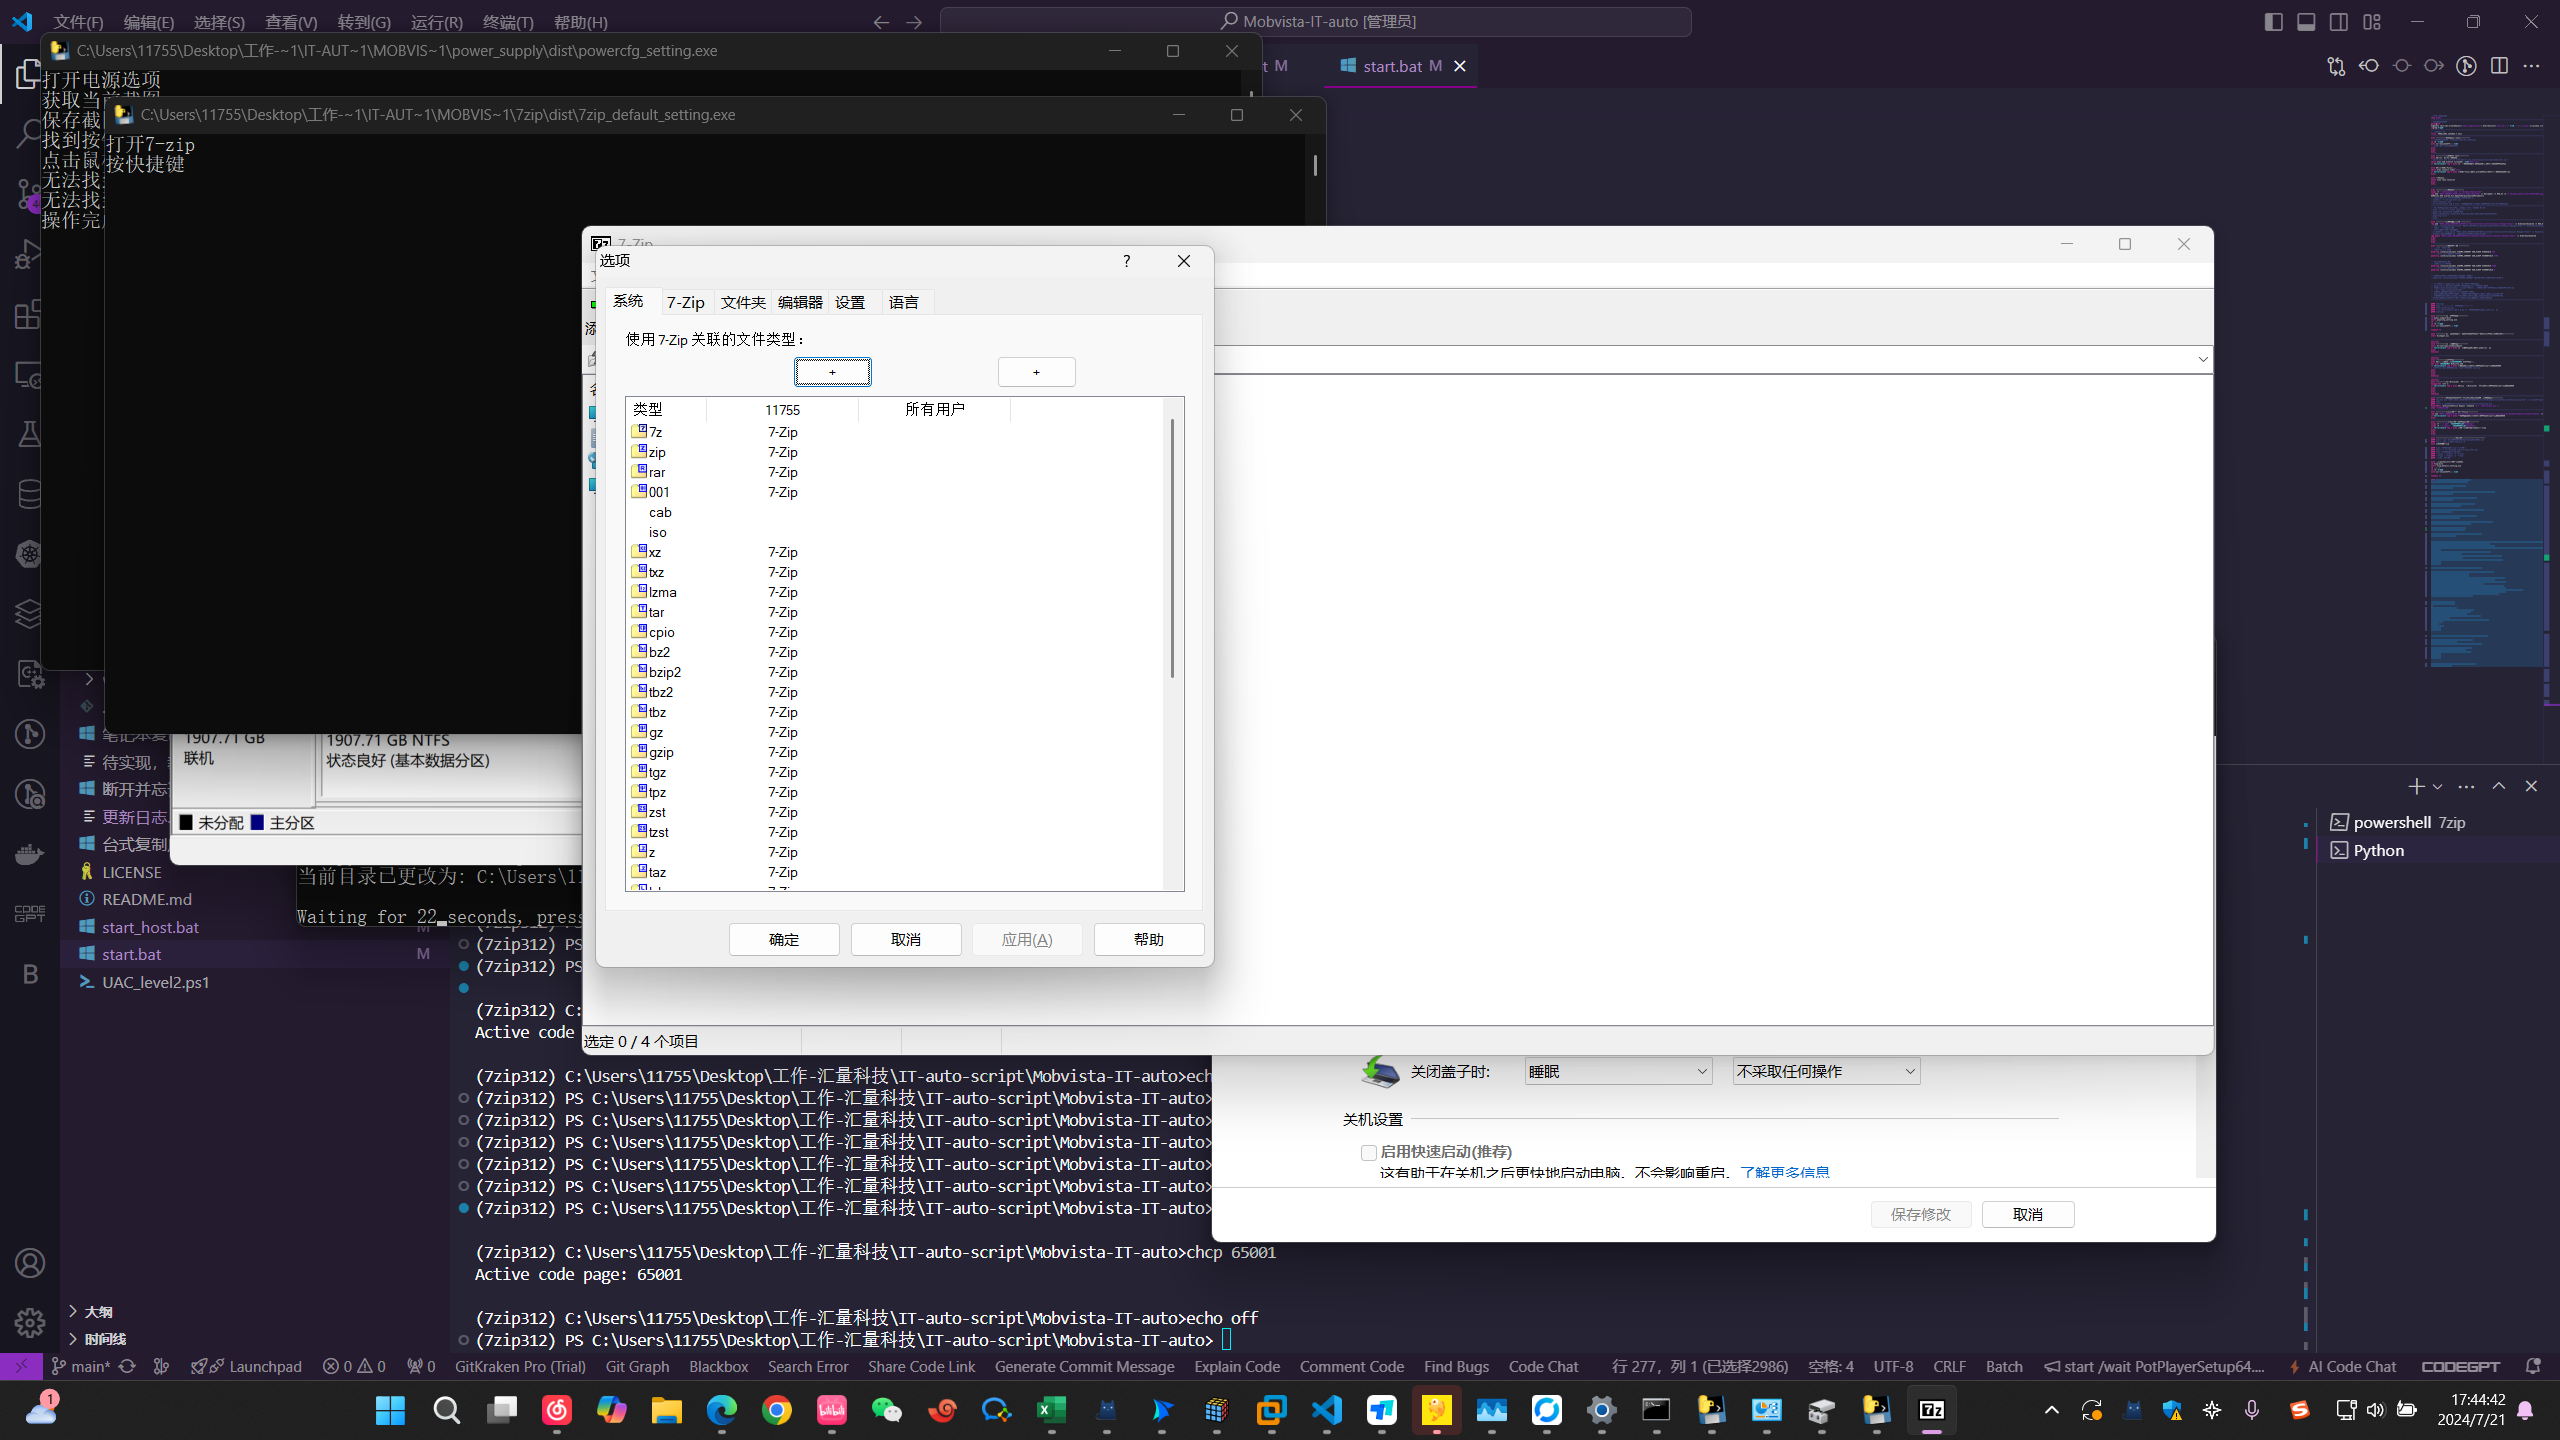 文件(F) 编辑(E) 选择(S) 查看(V) 转到(G) 运行(R) 终端(T) 帮助(H)
Mobvista-IT-auto [管理员]
C:\Users\11755\Desktop\工作-~1\IT-AUT~1\MOBVIS~1\power_supply\dist\powercfg_setting.exe
t M
start.bat M
打开电源选项
获取当前截图
保存截
找到按
点击鼠
无法找
无法找
操作完
C:\Users\11755\Desktop\工作-~1\IT-AUT~1\MOBVIS~1\7zip\dist\7zip_default_setting.exe
打开7-zip
按快捷键
7-Zip
选项
系统 7-Zip 文件夹 编辑器 设置 语言
使用 7-Zip 关联的文件类型:
+ +
类型 11755 所有用户
7z 7-Zip
zip 7-Zip
rar 7-Zip
001 7-Zip
cab
iso
xz 7-Zip
txz 7-Zip
lzma 7-Zip
tar 7-Zip
cpio 7-Zip
bz2 7-Zip
bzip2 7-Zip
tbz2 7-Zip
tbz 7-Zip
gz 7-Zip
gzip 7-Zip
tgz 7-Zip
tpz 7-Zip
zst 7-Zip
tzst 7-Zip
z 7-Zip
taz 7-Zip
确定 取消 应用(A) 帮助
选定 0 / 4 个项目
待实现,
断开并忘
更新日志
台式复制
LICENSE
README.md
start_host.bat M
start.bat M
UAC_level2.ps1
大纲
时间线
1907.71 GB
联机
1907.71 GB NTFS
状态良好 (基本数据分区)
未分配 主分区
当前目录已更改为: C:\Users\11
Waiting for 22 seconds, press
(7zip312) PS
(7zip312) PS
(7zip312) C:
Active code
(7zip312) C:\Users\11755\Desktop\工作-汇量科技\IT-auto-script\Mobvista-IT-auto>ech
(7zip312) PS C:\Users\11755\Desktop\工作-汇量科技\IT-auto-script\Mobvista-IT-auto>
(7zip312) PS C:\Users\11755\Desktop\工作-汇量科技\IT-auto-script\Mobvista-IT-auto>
(7zip312) PS C:\Users\11755\Desktop\工作-汇量科技\IT-auto-script\Mobvista-IT-auto>
(7zip312) PS C:\Users\11755\Desktop\工作-汇量科技\IT-auto-script\Mobvista-IT-auto>
(7zip312) PS C:\Users\11755\Desktop\工作-汇量科技\IT-auto-script\Mobvista-IT-auto>
(7zip312) PS C:\Users\11755\Desktop\工作-汇量科技\IT-auto-script\Mobvista-IT-auto>
(7zip312) C:\Users\11755\Desktop\工作-汇量科技\IT-auto-script\Mobvista-IT-auto>chcp 65001
Active code page: 65001
(7zip312) C:\Users\11755\Desktop\工作-汇量科技\IT-auto-script\Mobvista-IT-auto>echo off
(7zip312) PS C:\Users\11755\Desktop\工作-汇量科技\IT-auto-script\Mobvista-IT-auto>
关闭盖子时: 睡眠 不采取任何操作
关机设置
启用快速启动(推荐)
这有助于在关机之后更快地启动电脑。不会影响重启。了解更多信息
保存修改 取消
powershell 7zip
Python
main* Launchpad 0 0 0 GitKraken Pro (Trial) Git Graph Blackbox Search Error Share Code Link Generate Commit Message Explain Code Comment Code Find Bugs Code Chat 行 277，列 1 (已选择2986) 空格: 4 UTF-8 CRLF Batch start /wait PotPlayerSetup64.... AI Code Chat CODEGPT
CODE GPT
B
1
17:44:42
2024/7/21